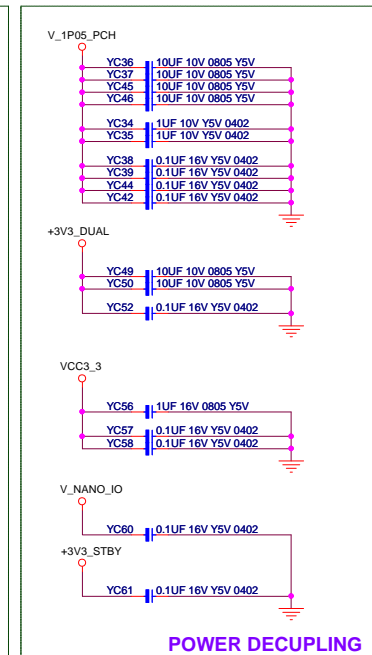 V_1P05_PCH
YC36 10UF 10V 0805 Y5V
YC37 10UF 10V 0805 Y5V
YC45 10UF 10V 0805 Y5V
YC46 10UF 10V 0805 Y5V
YC34 1UF 10V Y5V 0402
YC35 1UF 10V Y5V 0402
YC38 0.1UF 16V Y5V 0402
YC39 0.1UF 16V Y5V 0402
YC44 0.1UF 16V Y5V 0402
YC42 0.1UF 16V Y5V 0402
+3V3_DUAL
YC49 10UF 10V 0805 Y5V
YC50 10UF 10V 0805 Y5V
YC52 0.1UF 16V Y5V 0402
VCC3_3
YC56 1UF 16V 0805 Y5V
YC57 0.1UF 16V Y5V 0402
YC58 0.1UF 16V Y5V 0402
V_NANO_IO
YC60 0.1UF 16V Y5V 0402
+3V3_STBY
YC61 0.1UF 16V Y5V 0402
POWER DECUPLING